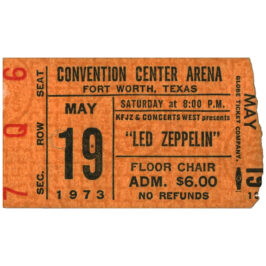 CONVENTION CENTER ARENA
FORT WORTH, TEXAS
MAY
19
1973
SATURDAY at 8:00 P.M.
KFJZ & CONCERTS WEST presents
"LED ZEPPELIN"
FLOOR CHAIR
ADM. $6.00
NO REFUNDS
SEAT 6
ROW Q
SEC. 7
GLOBE TICKET COMPANY
MAY
19